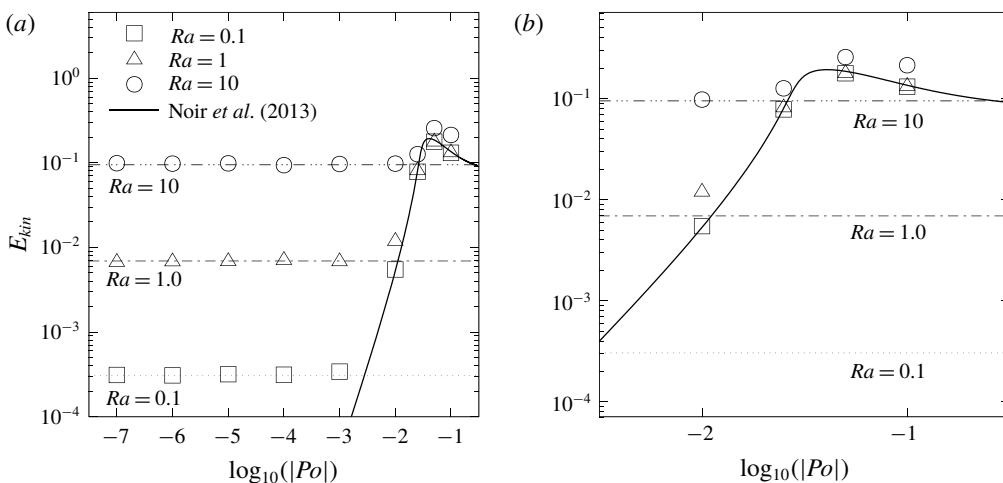 (a)
Ra = 0.1
Ra = 1
Ra = 10
Noir et al. (2013)
10⁰
10⁻¹
10⁻²
10⁻³
10⁻⁴
E_kin
Ra = 10
Ra = 1.0
Ra = 0.1
−7 −6 −5 −4 −3 −2 −1
log₁₀(|Po|)
(b)
10⁻¹
10⁻²
10⁻³
10⁻⁴
Ra = 10
Ra = 1.0
Ra = 0.1
−2 −1
log₁₀(|Po|)